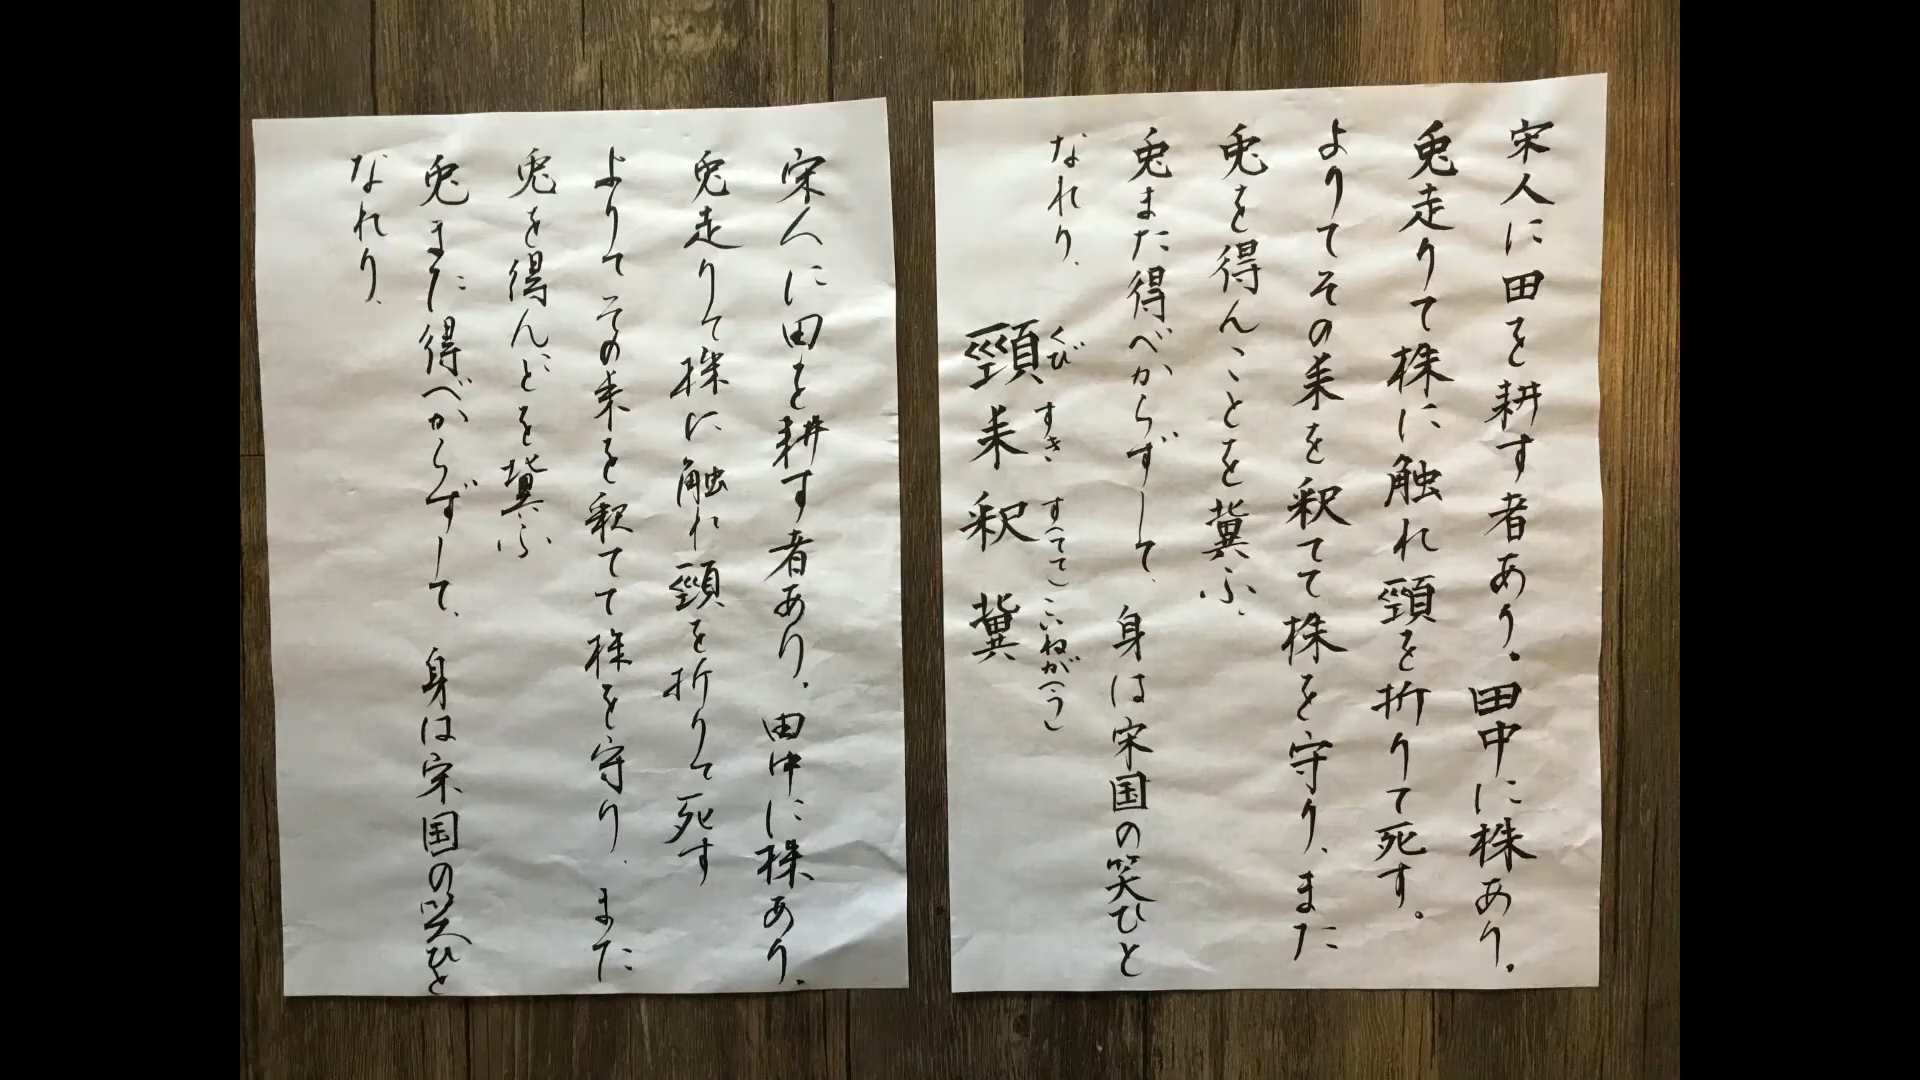 宋人に田を耕す者あり。田中に株あり。
兎走りて株に触れ頸を折りて死す。
よりてその耒を釈てて株を守り、また
兎を得んことを冀ふ、
兎また得べからずして、身は宋国の笑ひと
なれり、
頸 耒 釈 冀
くび すき す(てて) こいねが(う)
宋人に田を耕す者あり、田中に株あり、
兎走りて株に触れ頸を折りて死す
よりてその耒を釈てて株を守り、また
兎を得んことを冀ふ
兎また得べからずして、身は宋国の笑ひと
なれり、